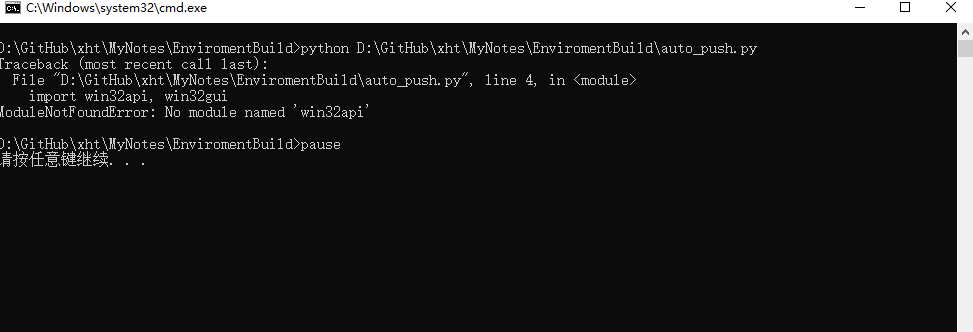 C:\Windows\system32\cmd.exe
D:\GitHub\xht\MyNotes\EnviromentBuild>python D:\GitHub\xht\MyNotes\EnviromentBuild\auto_push.py
Traceback (most recent call last):
  File "D:\GitHub\xht\MyNotes\EnviromentBuild\auto_push.py", line 4, in <module>
    import win32api, win32gui
ModuleNotFoundError: No module named 'win32api'
D:\GitHub\xht\MyNotes\EnviromentBuild>pause
请按任意键继续. . .